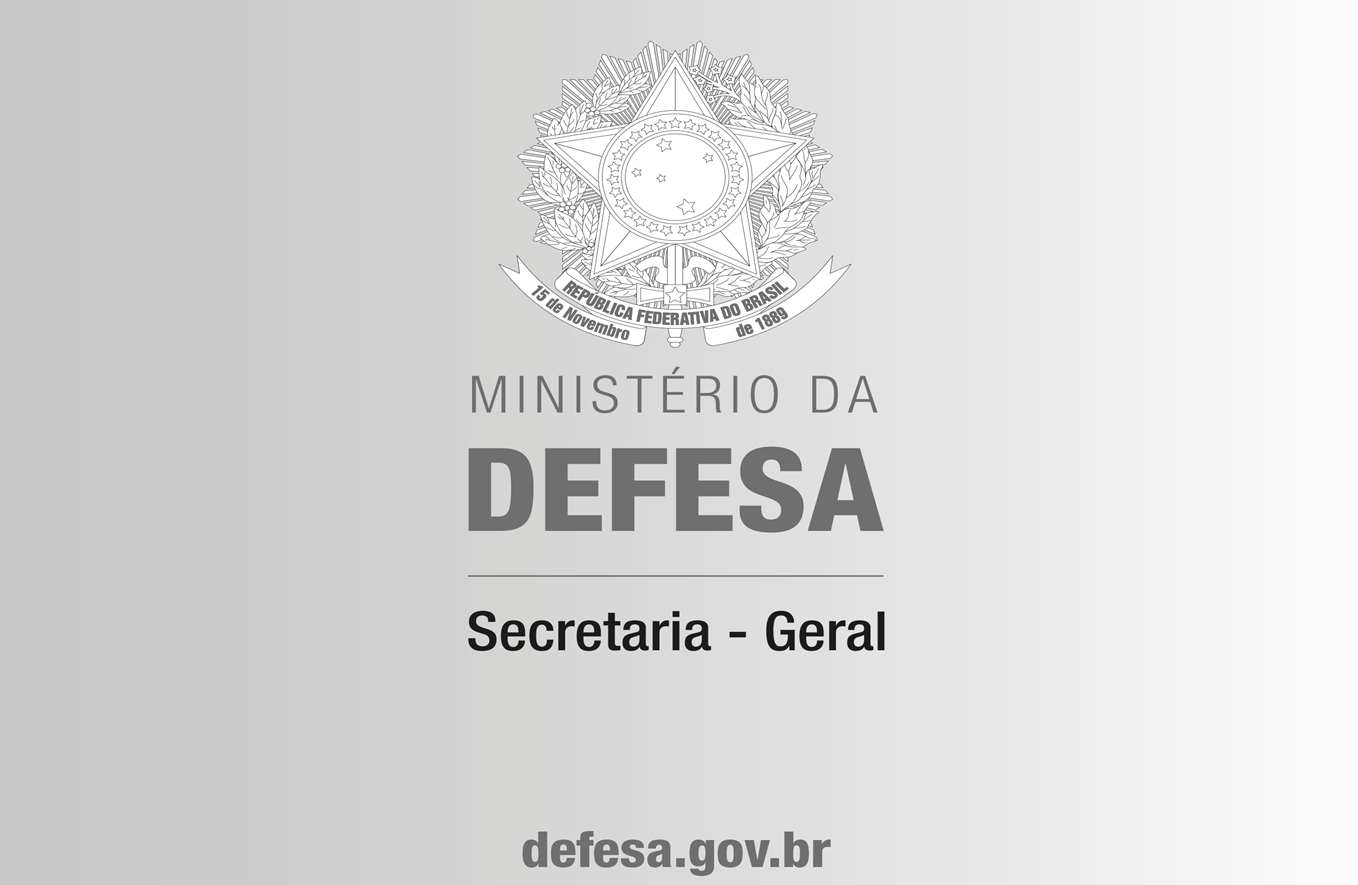 REPÚBLICA FEDERATIVA DO BRASIL
15 de Novembro de 1889
MINISTÉRIO DA
DEFESA
Secretaria - Geral
defesa.gov.br